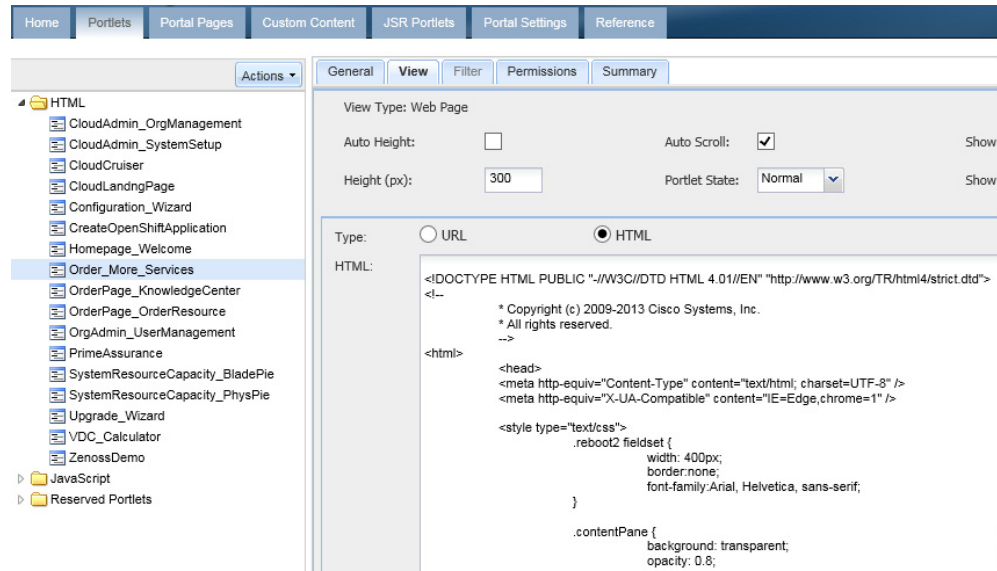 Home Portlets Portal Pages Custom Content JSR Portlets Portal Settings Reference
Actions
HTML
CloudAdmin_OrgManagement
CloudAdmin_SystemSetup
CloudCruiser
CloudLandngPage
Configuration_Wizard
CreateOpenShiftApplication
Homepage_Welcome
Order_More_Services
OrderPage_KnowledgeCenter
OrderPage_OrderResource
OrgAdmin_UserManagement
PrimeAssurance
SystemResourceCapacity_BladePie
SystemResourceCapacity_PhysPie
Upgrade_Wizard
VDC_Calculator
ZenossDemo
JavaScript
Reserved Portlets
General View Filter Permissions Summary
View Type: Web Page
Auto Height: Auto Scroll: Show
Height (px): 300 Portlet State: Normal Show
Type: URL HTML
HTML:
<!DOCTYPE HTML PUBLIC "-//W3C//DTD HTML 4.01//EN" "http://www.w3.org/TR/html4/strict.dtd">
<!--
* Copyright (c) 2009-2013 Cisco Systems, Inc.
* All rights reserved.
-->
<html>
<head>
<meta http-equiv="Content-Type" content="text/html; charset=UTF-8" />
<meta http-equiv="X-UA-Compatible" content="IE=Edge,chrome=1" />
<style type="text/css">
.reboot2 fieldset {
width: 400px;
border:none;
font-family:Arial, Helvetica, sans-serif;
}
.contentPane {
background: transparent;
opacity: 0.8;